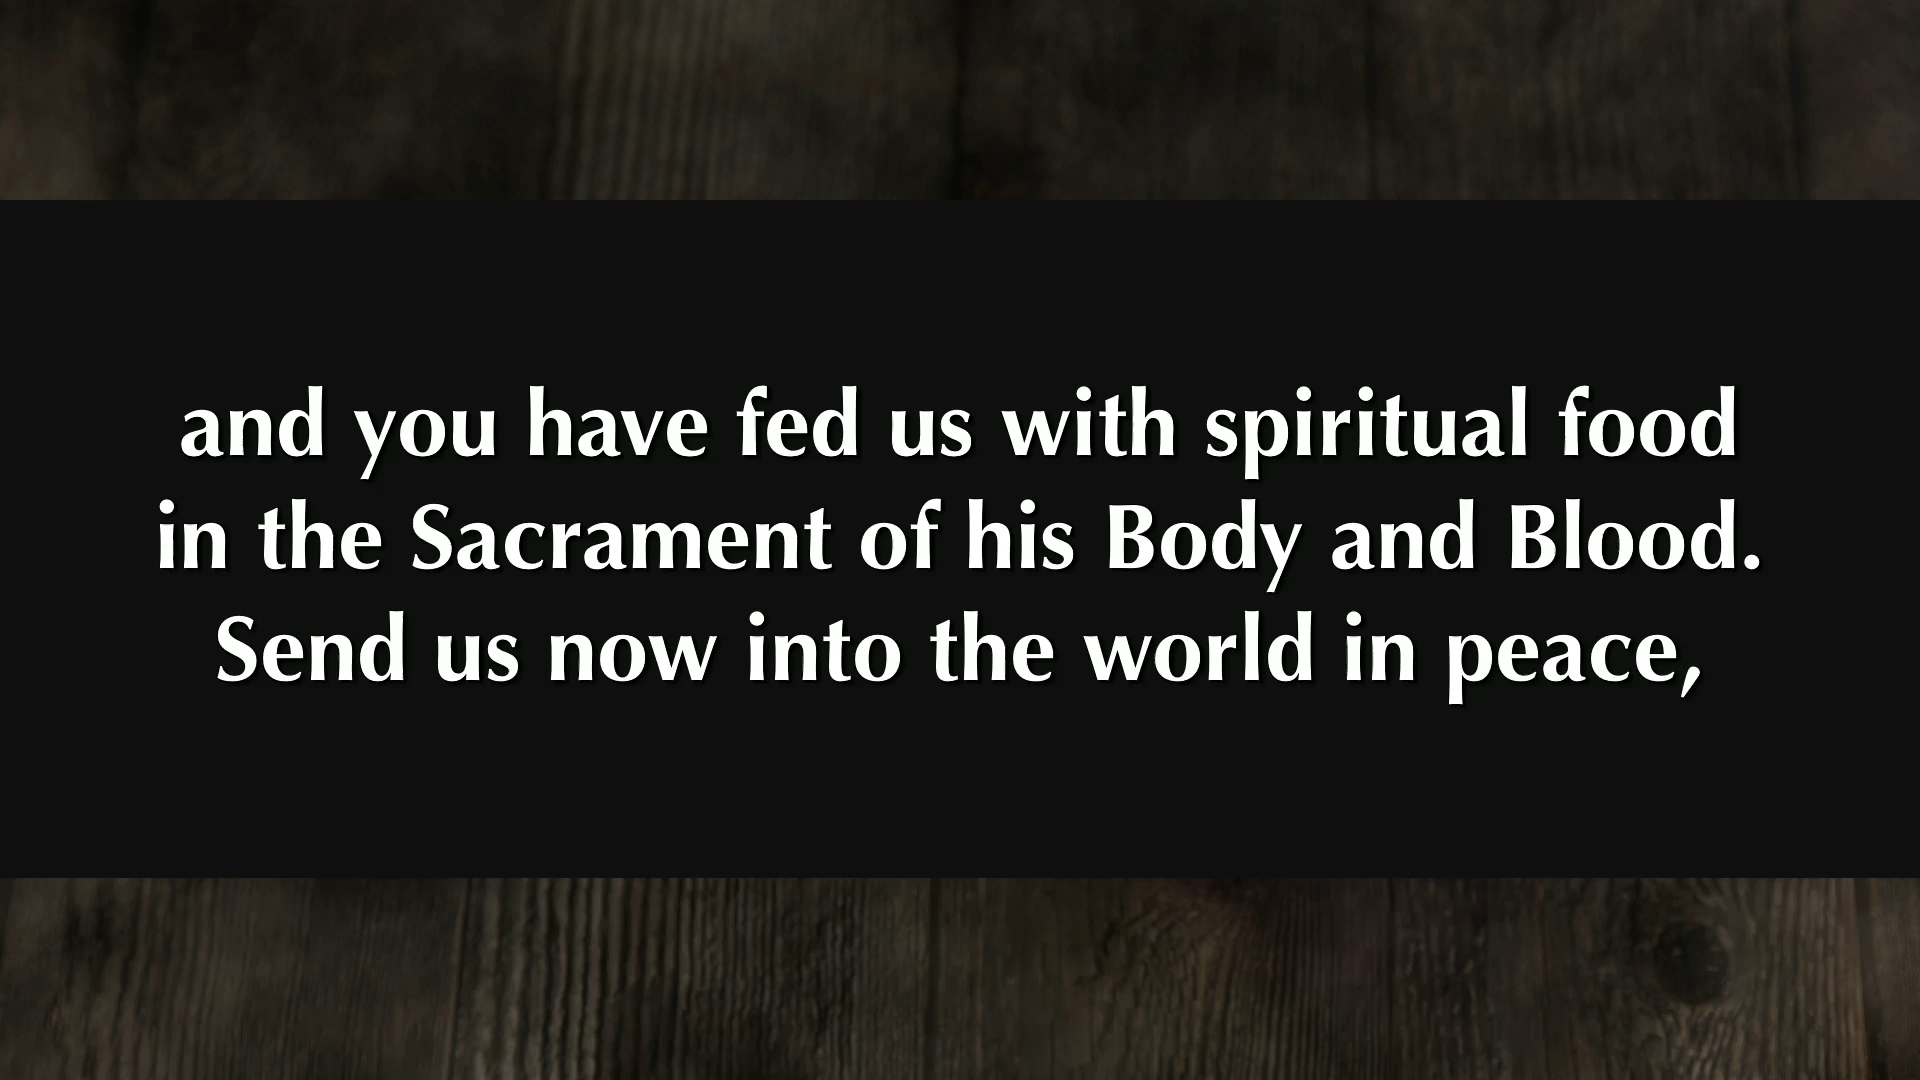 and you have fed us with spiritual food
in the Sacrament of his Body and Blood.
Send us now into the world in peace,